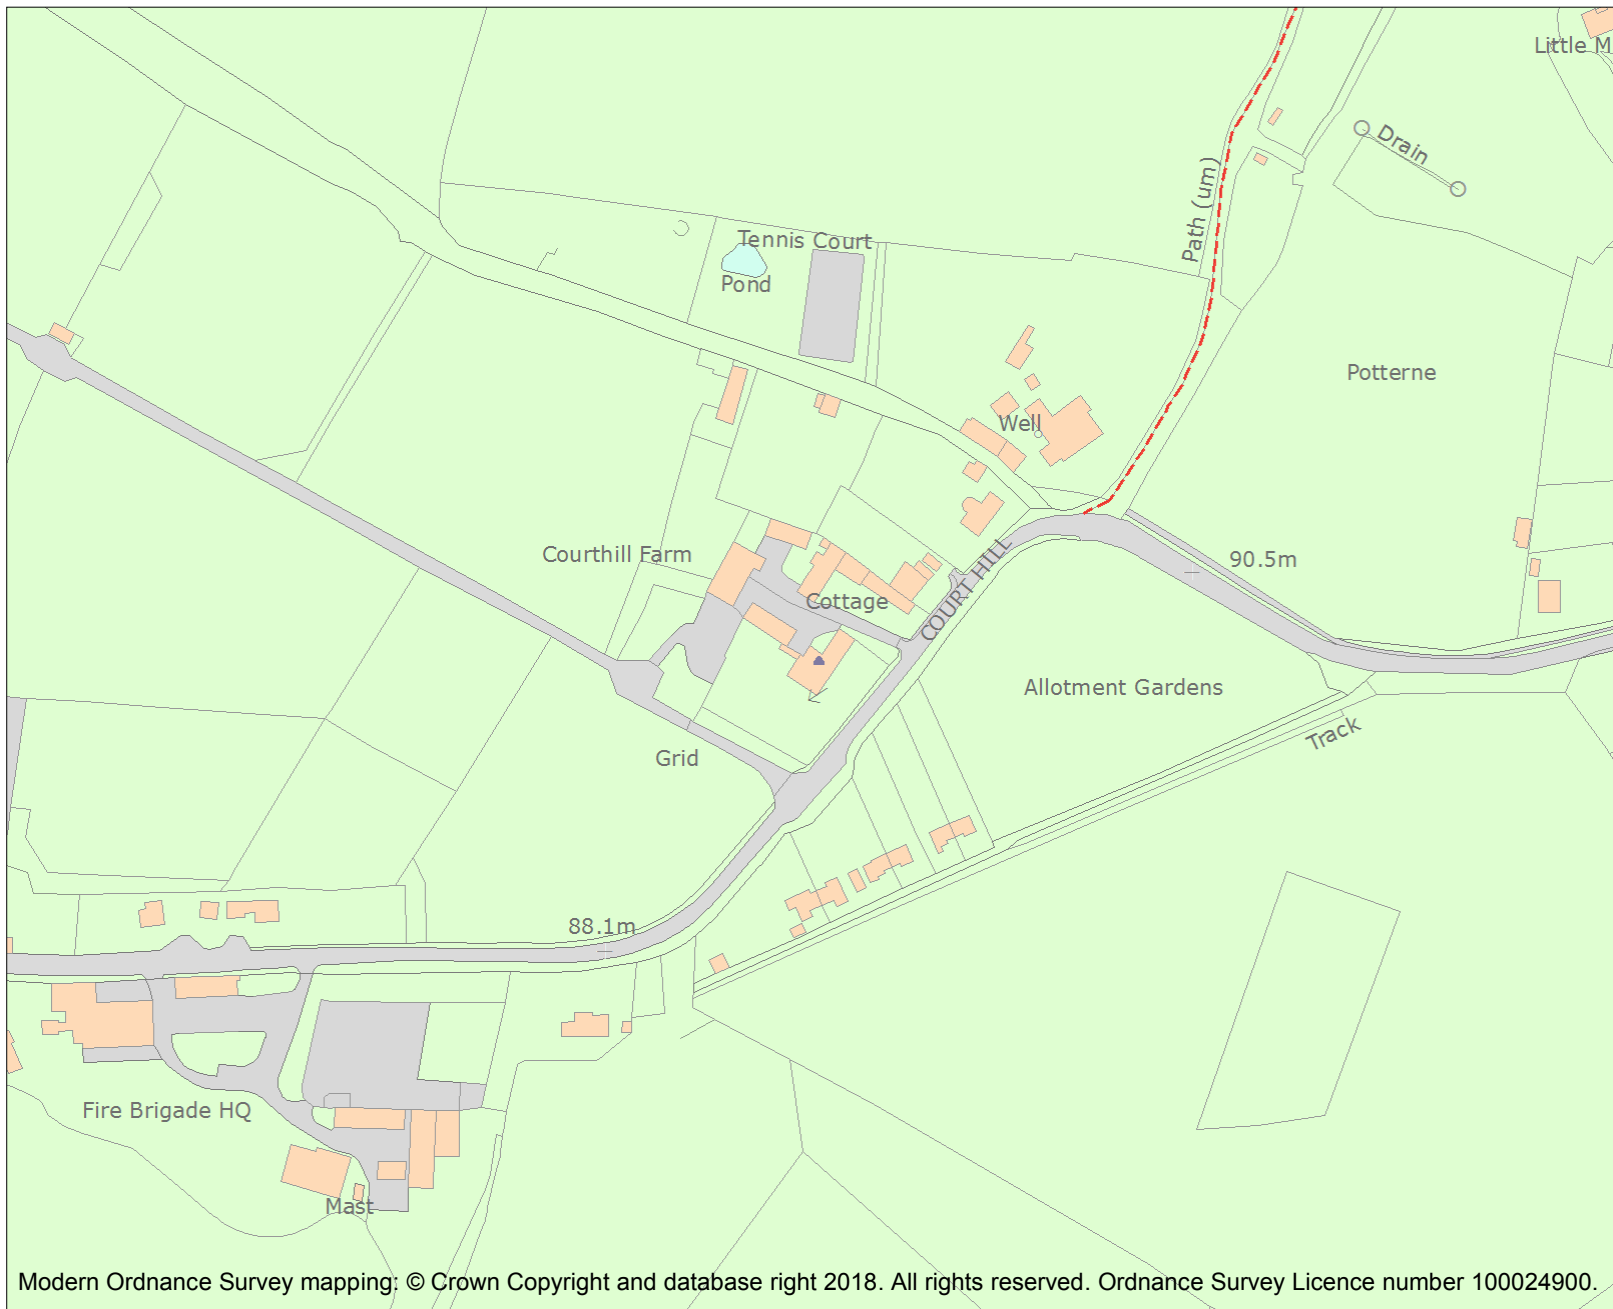 Little M
Drain
Path (um)
Tennis Court
Pond
Potterne
Well
Courthill Farm
90.5m
Cottage
COURT HILL
Allotment Gardens
Track
Grid
88.1m
Fire Brigade HQ
Mast
Modern Ordnance Survey mapping: © Crown Copyright and database right 2018. All rights reserved. Ordnance Survey Licence number 100024900.